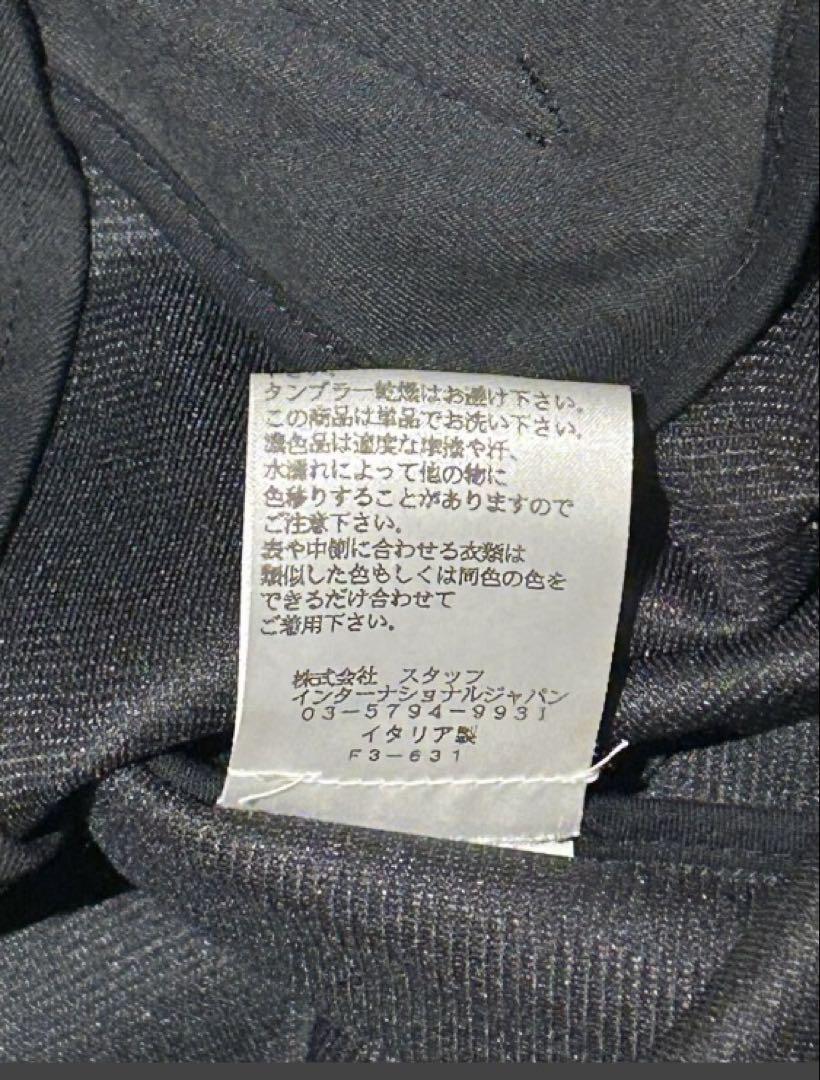 タンブラー乾燥はお避け下さい。
この商品は単品でお洗い下さい。
濃色品は過度な摩擦や汗、
水濡れによって他の物に
色移りすることがありますので
ご注意下さい。
表や中側に合わせる衣類は
類似した色もしくは同色の色を
できるだけ合わせて
ご着用下さい。
株式会社 スタッフ
インターナショナルジャパン
03-5794-9931
イタリア製
F3-631